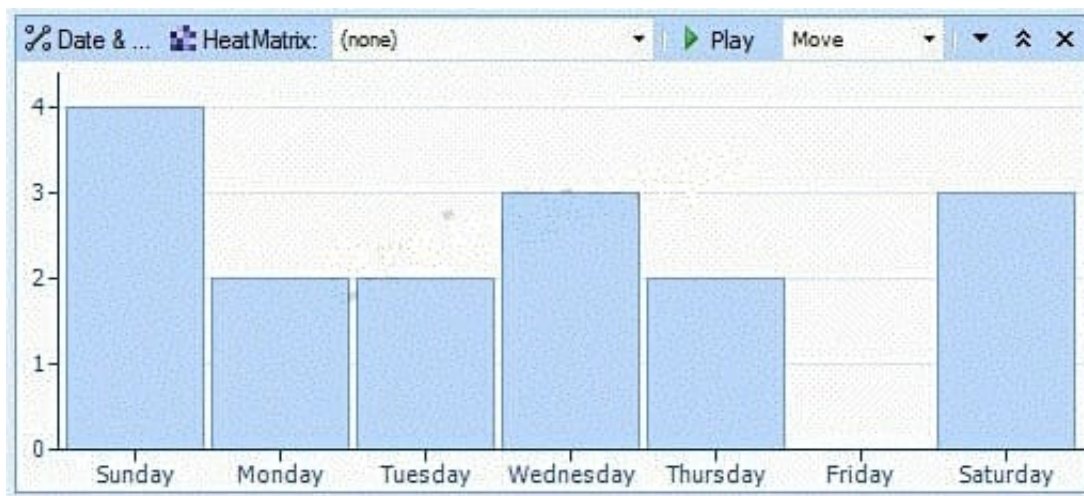 Date & ... HeatMatrix: (none) Play Move
4
3
2
1
0
Sunday Monday Tuesday Wednesday Thursday Friday Saturday